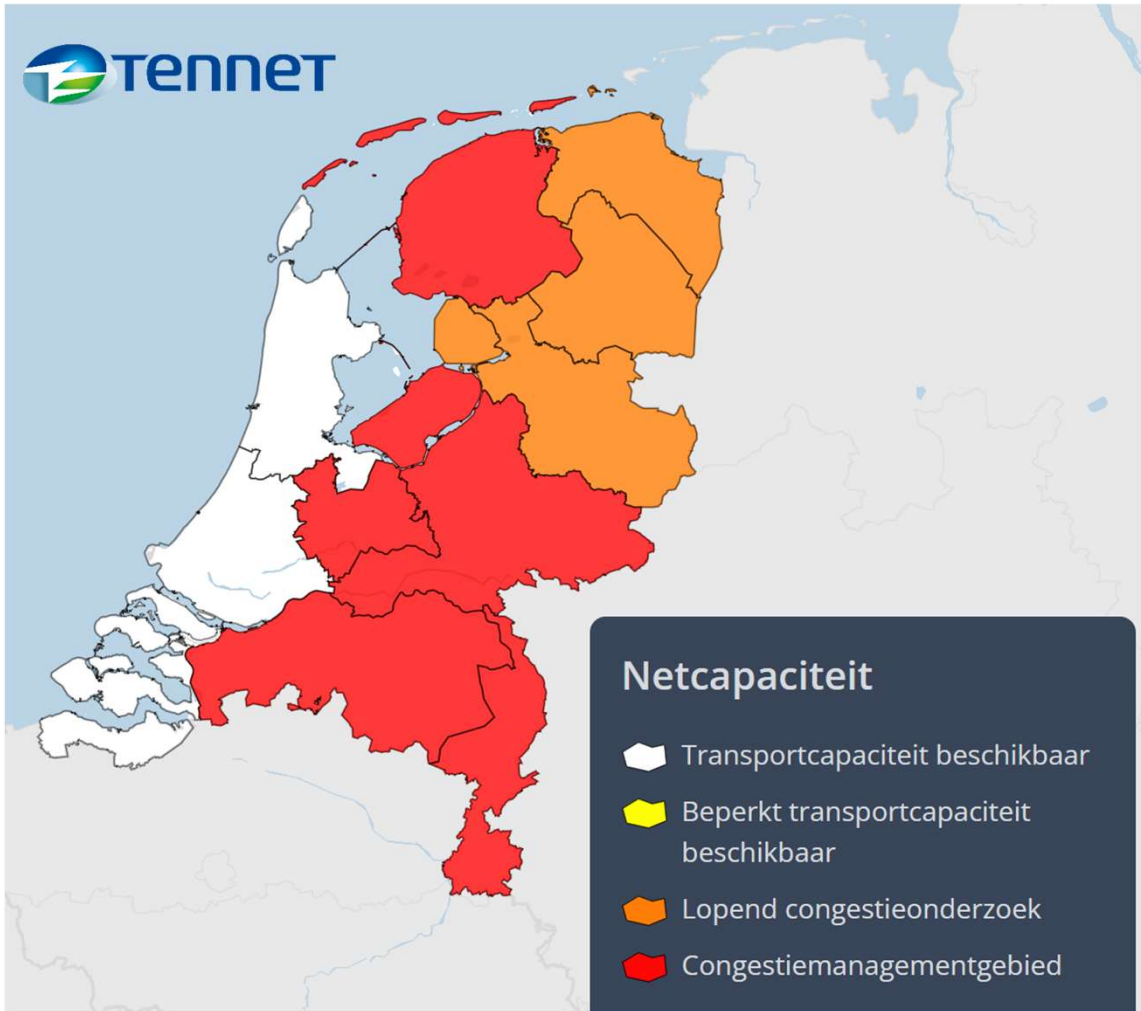 TenneT
Netcapaciteit
Transportcapaciteit beschikbaar
Beperkt transportcapaciteit
beschikbaar
Lopend congestieonderzoek
Congestiemanagementgebied